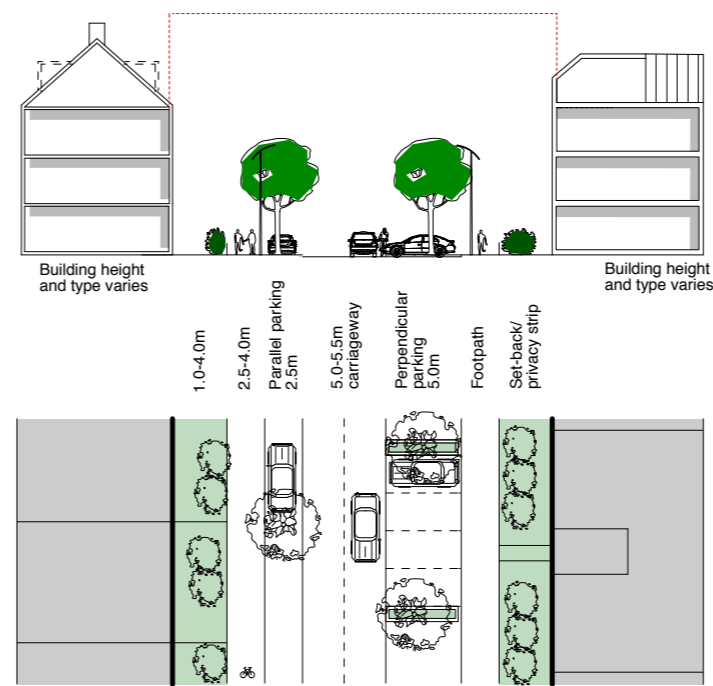 Building height
and type varies
Building height
and type varies
1.0-4.0m
2.5-4.0m
Parallel parking
2.5m
5.0-5.5m
carriageway
Perpendicular
parking
5.0m
Footpath
Set-back/
privacy strip